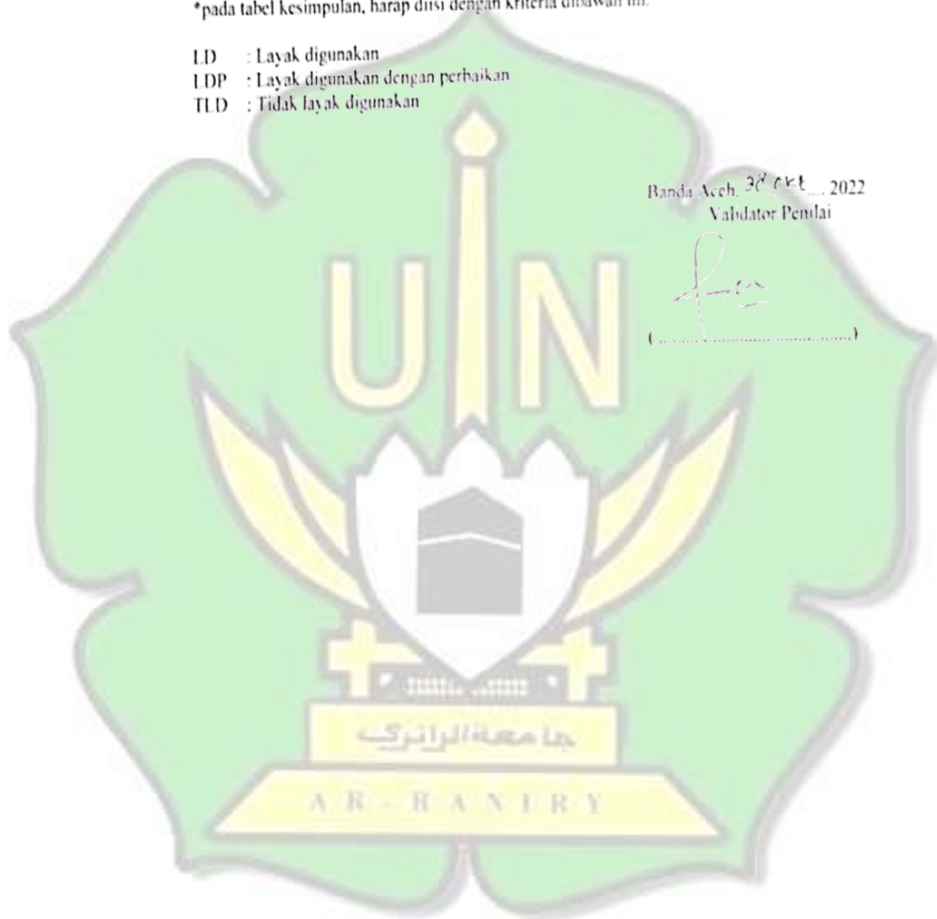 *pada tabel kesimpulan, harap diisi dengan kriteria dibawah ini.
LD : Layak digunakan
LDP : Layak digunakan dengan perbaikan
TLD : Tidak layak digunakan
Banda Aceh, 30 Okt 2022
Validator Penilai
(....................................)
UIN
جامعة الرانري
AR-RANIRY